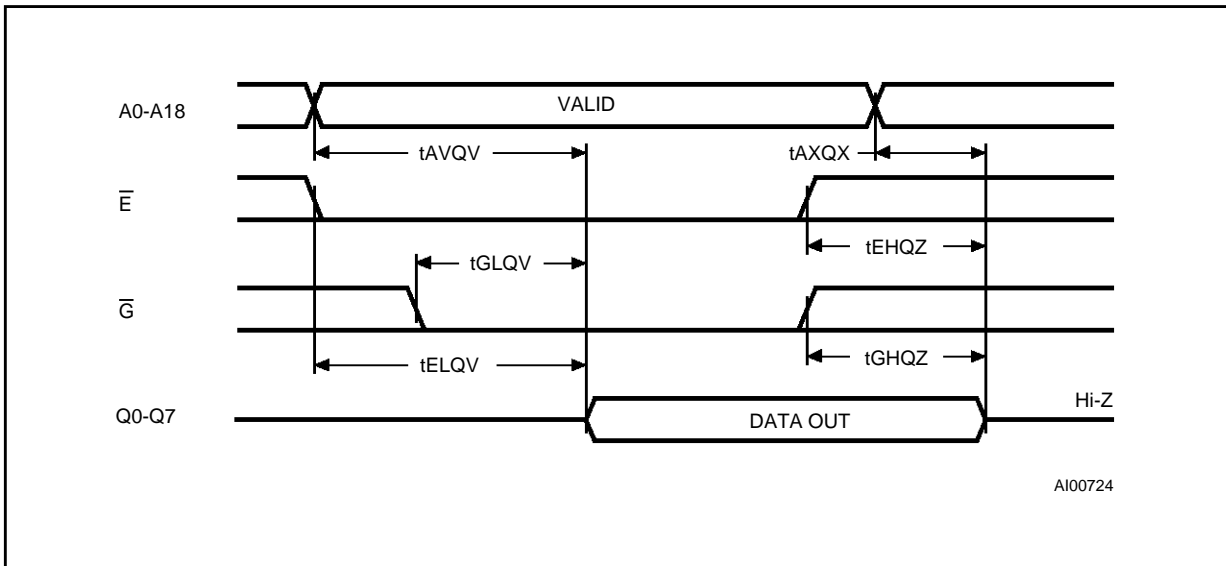 A0-A18
VALID
tAVQV
tAXQX
E̅
tEHQZ
tGLQV
G̅
tGHQZ
tELQV
Q0-Q7
DATA OUT
Hi-Z
AI00724